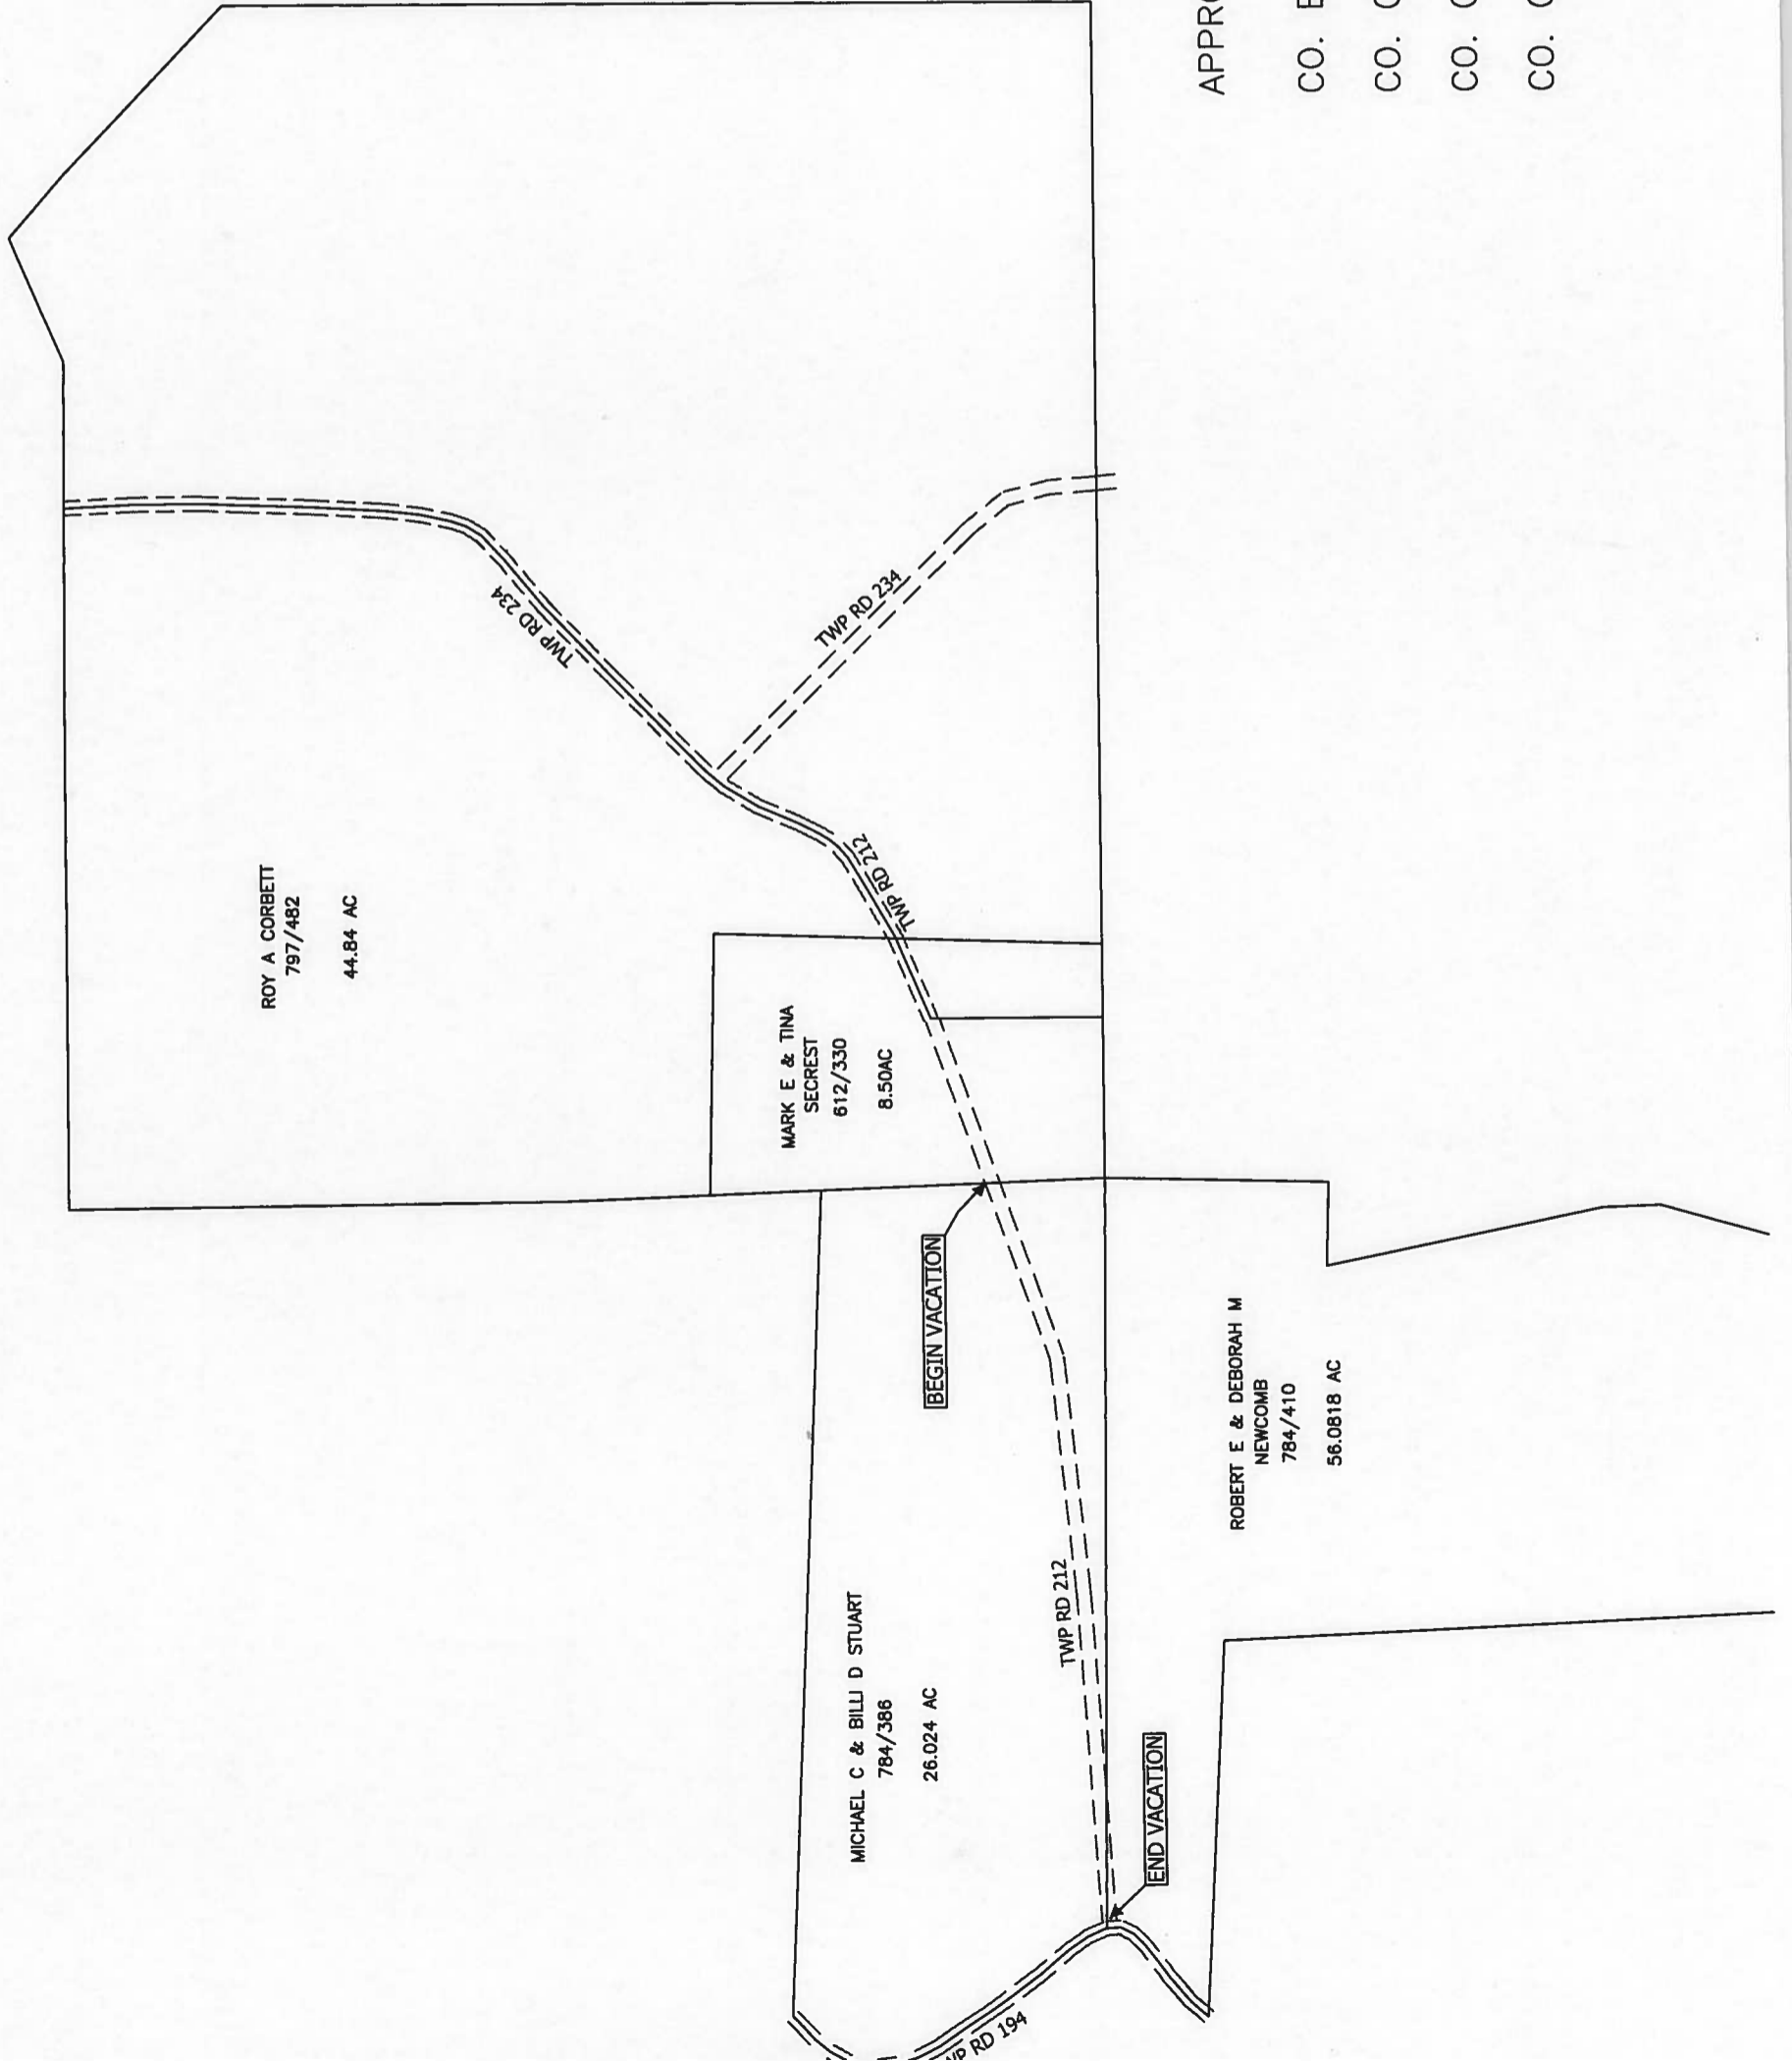 ROY A CORBETT
797/482
44.84 AC
TWP RD 234
TWP RD 234
TWP RD 212
MARK E & TINA
SECREST
612/330
8.50AC
BEGIN VACATION
MICHAEL C & BILLI D STUART
784/386
26.024 AC
TWP RD 212
END VACATION
ROBERT E & DEBORAH M
NEWCOMB
784/410
56.0818 AC
RD 194
CO.
CO.
CO.
CO.